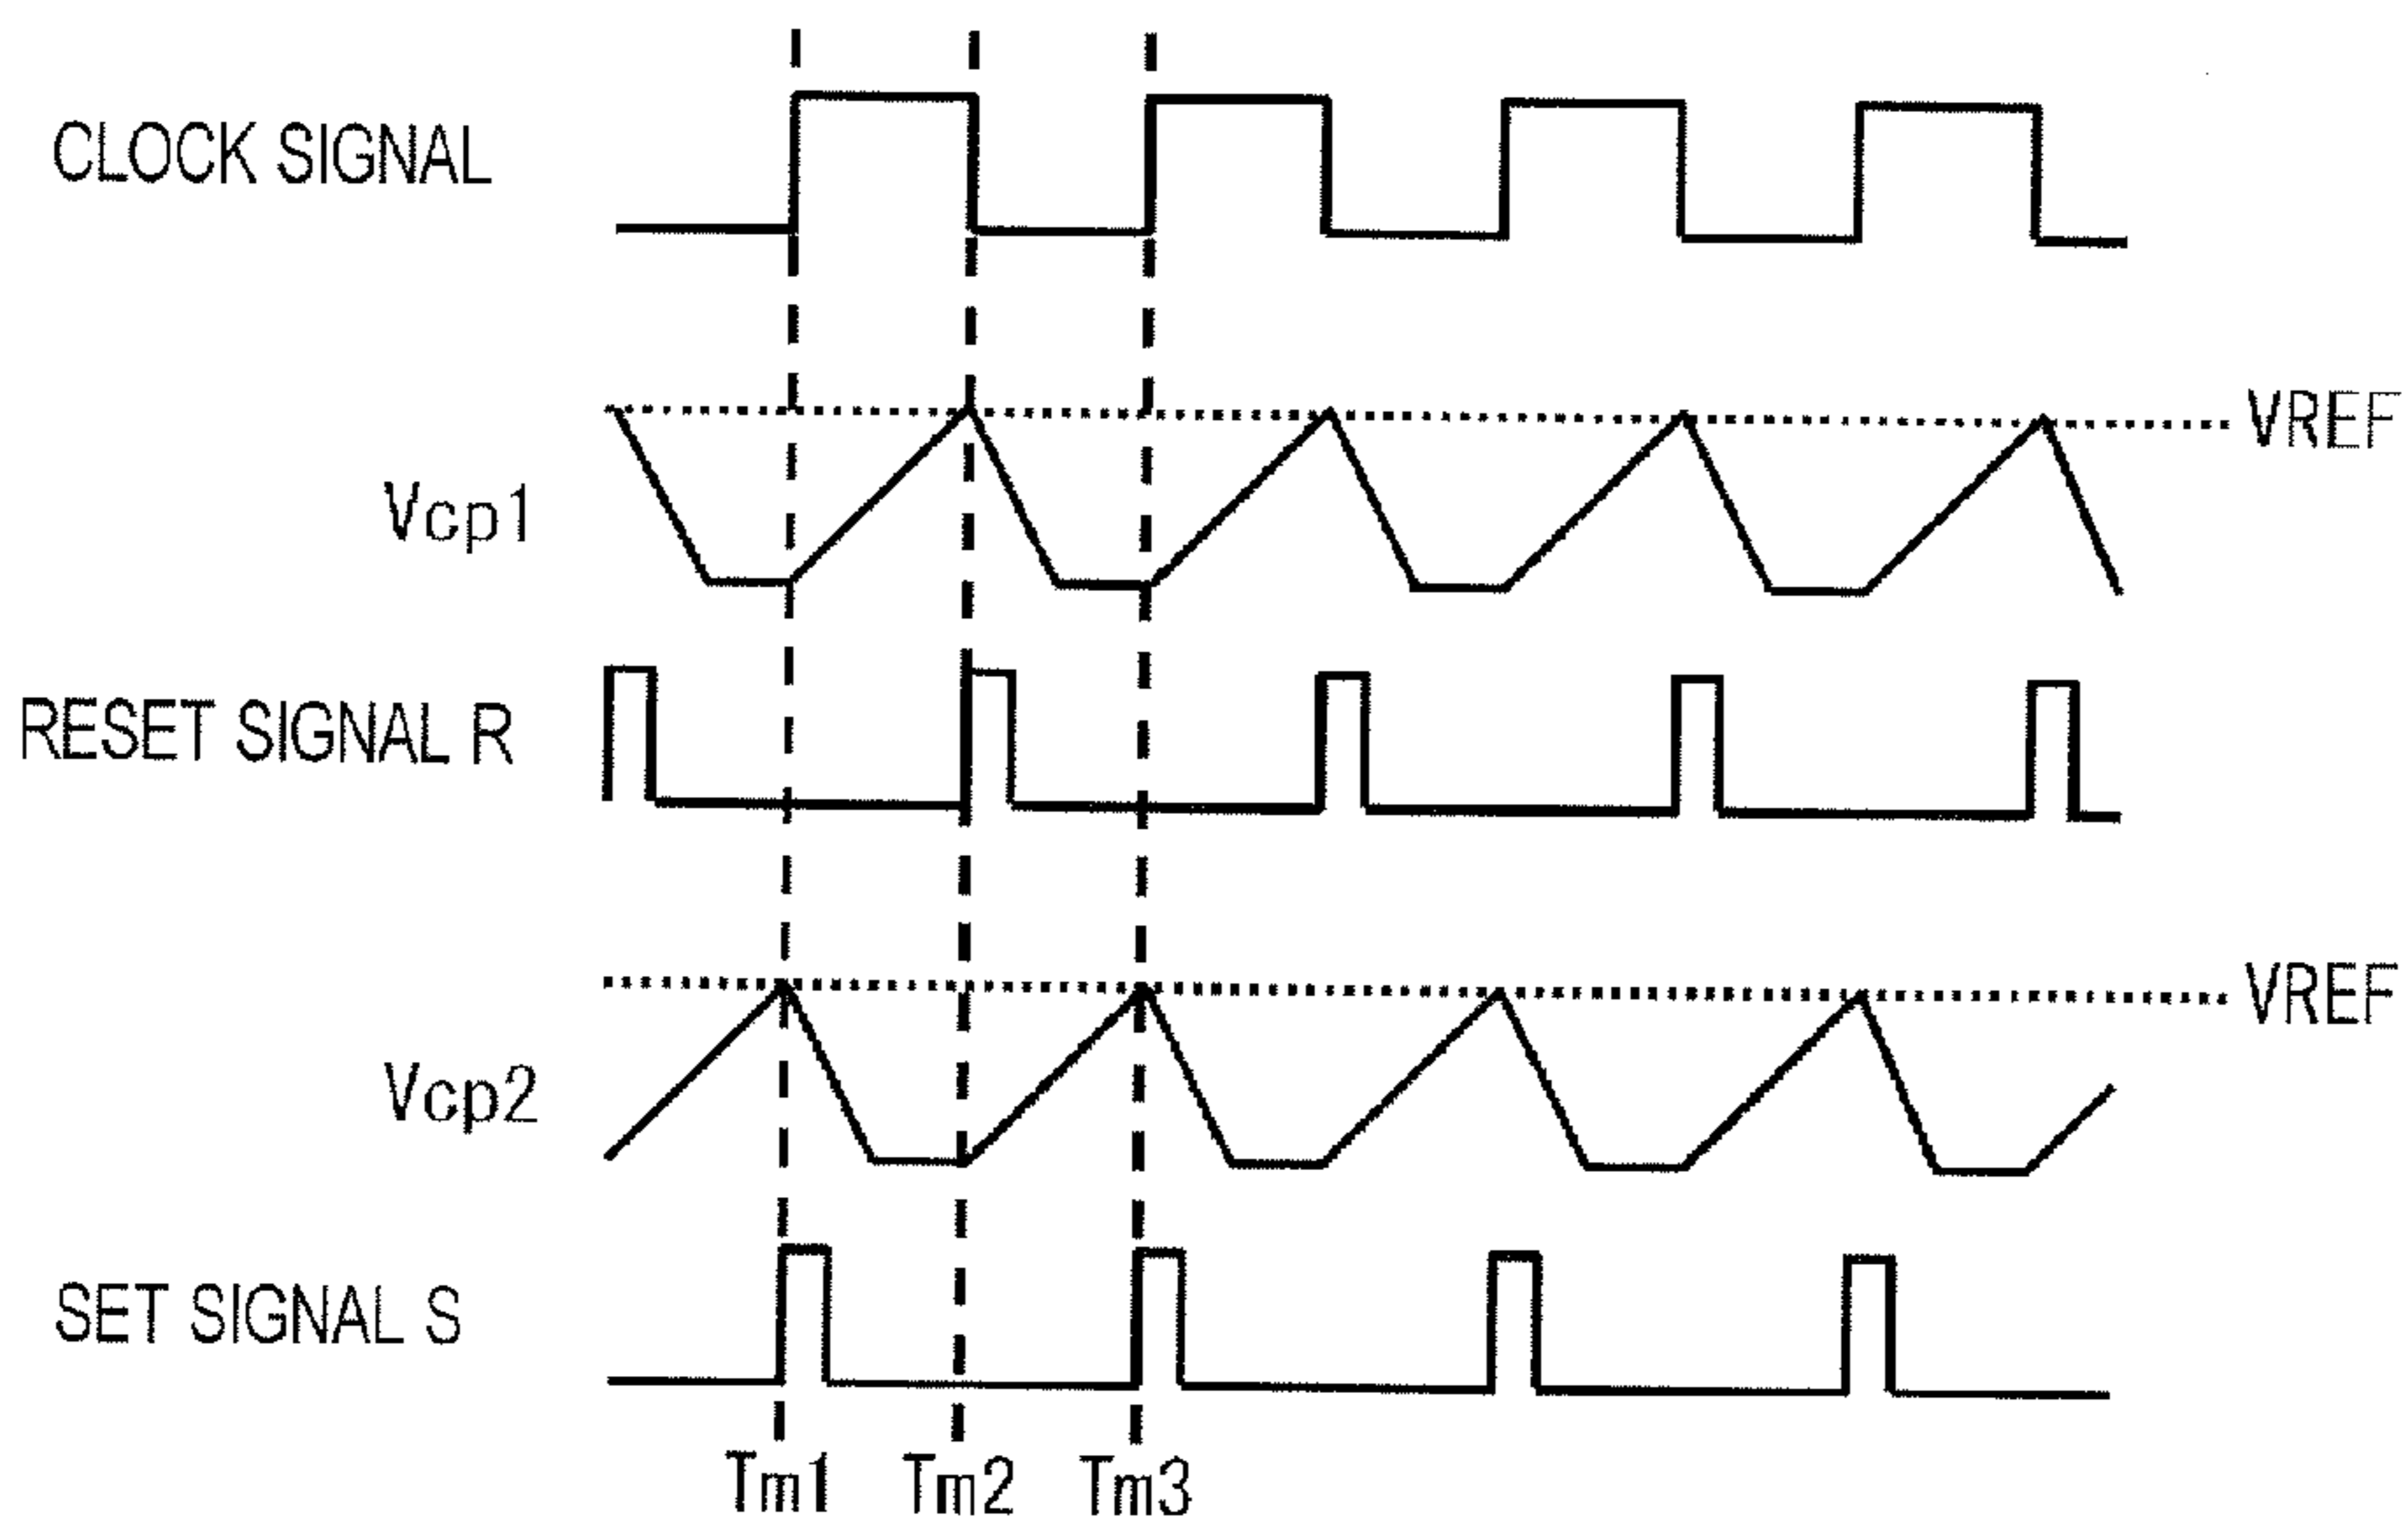 CLOCK SIGNAL
VREF
Vcp1
RESET SIGNAL R
VREF
Vcp2
SET SIGNAL S
Tm1 Tm2 Tm3